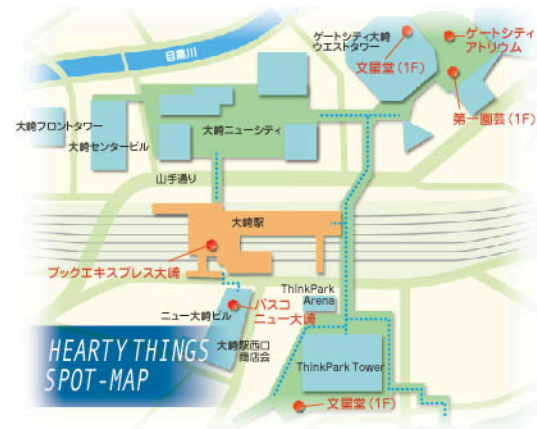 目黒川
ゲートシティ大崎
ウエストタワー
文星堂(1F)
ゲートシティ
アトリウム
第一園芸(1F)
大崎フロントタワー
大崎センタービル
大崎ニューシティ
山手通り
大崎駅
ブックエキスプレス大崎
ThinkPark
Arena
パスコ
ニュー大崎
ニュー大崎ビル
大崎駅西口
商店会
HEARTY THINGS
SPOT-MAP
ThinkPark Tower
文星堂(1F)